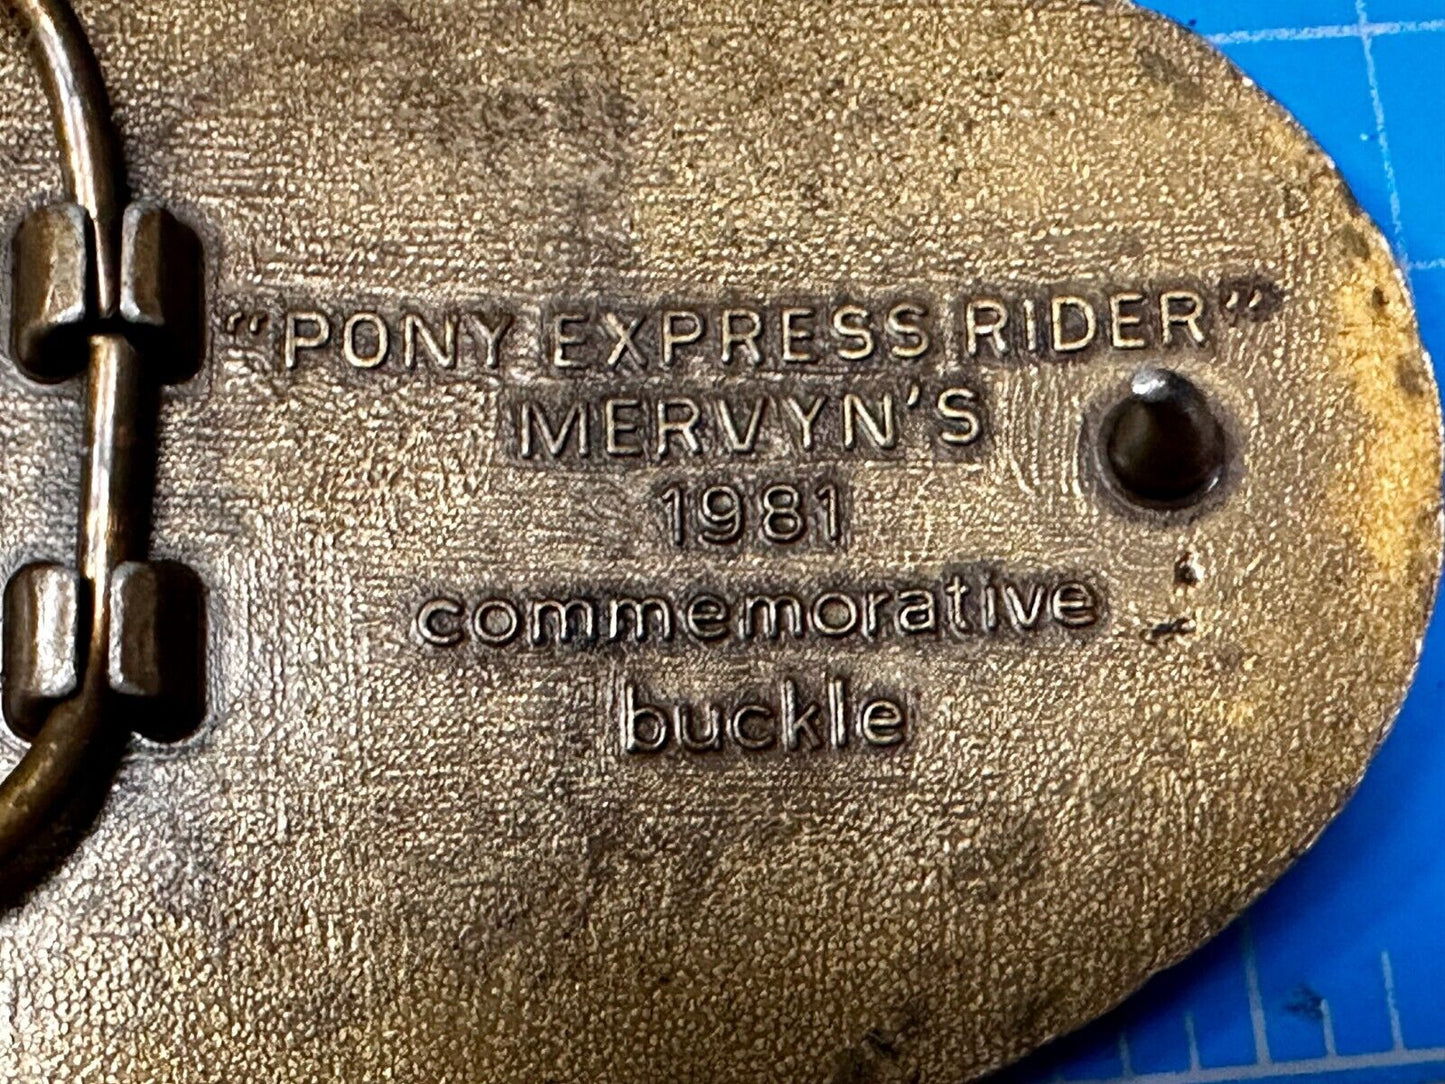 "PONY EXPRESS RIDER"
MERVYN'S
1981
commemorative
buckle